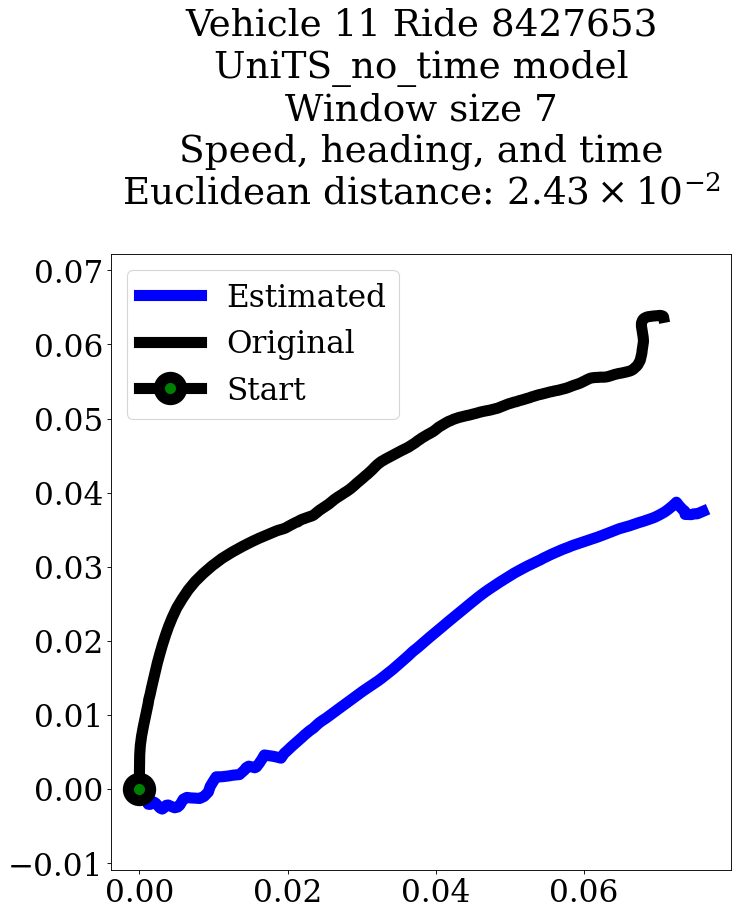 Vehicle 11 Ride 8427653
UniTS_no_time model
Window size 7
Speed, heading, and time
Euclidean distance: $2.43 \times 10^{-2}$
Estimated
Original
Start
0.07
0.06
0.05
0.04
0.03
0.02
0.01
0.00
−0.01
0.00 0.02 0.04 0.06